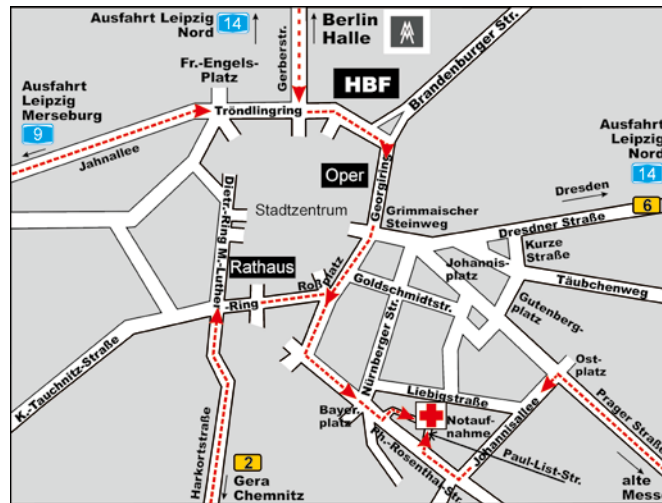 Ausfahrt Leipzig
Nord
14
Berlin
Halle
Gerberstr.
Brandenburger Str.
Fr.-Engels-
Platz
HBF
Ausfahrt
Leipzig
Merseburg
9
Tröndlingring
Jahnallee
Ausfahrt
Leipzig
Nord
14
Oper
Georgiring
Dresden
6
Dietr.-Ring
M.-Luther
-Ring
Stadtzentrum
Grimmaischer
Steinweg
Dresdner Straße
Kurze
Straße
Johannis-
platz
Täubchenweg
Rathaus
Roßplatz
Goldschmidtstr.
Gutenberg-
platz
Nürnberger Str.
K.-Tauchnitz-Straße
Ost-
platz
Liebigstraße
Bayer.
platz
Notauf-
nahme
Johannisallee
Prager Straße
Harkortstraße
Ph.-Rosenthal-Str.
Paul-List-Str.
2
Gera
Chemnitz
alte
Mess